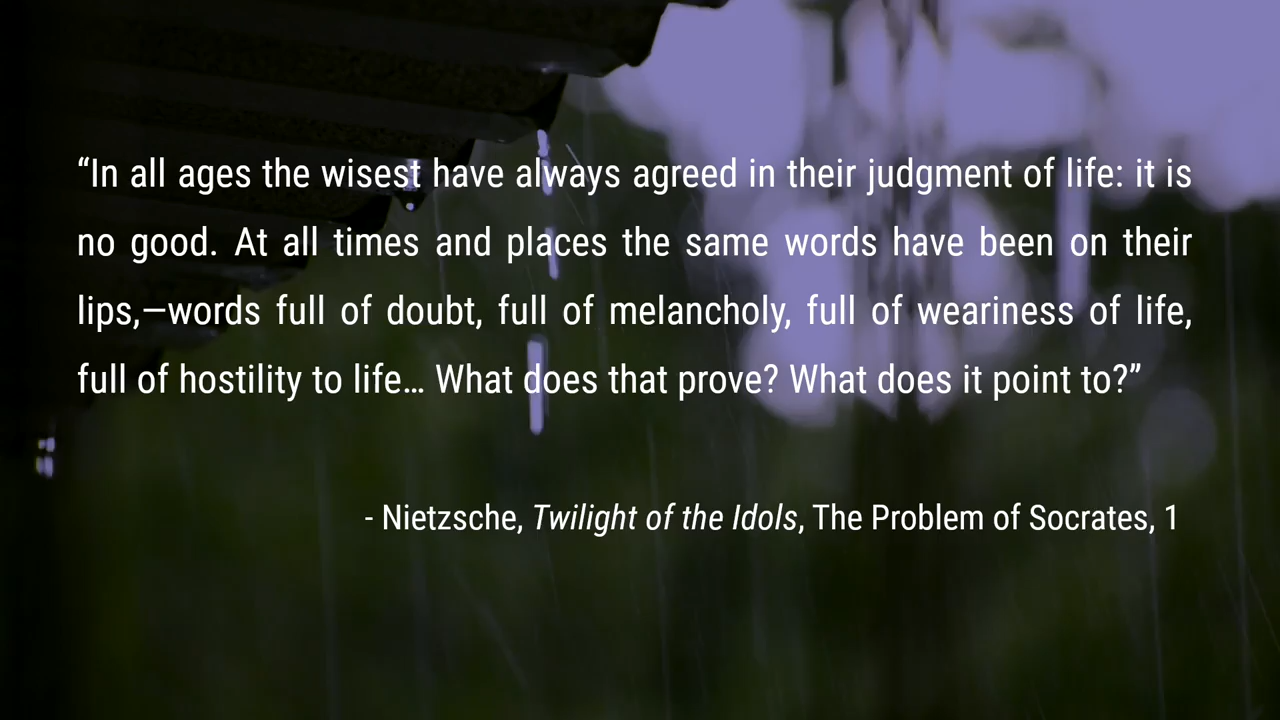 “In all ages the wisest have always agreed in their judgment of life: it is
no good. At all times and places the same words have been on their
lips,—words full of doubt, full of melancholy, full of weariness of life,
full of hostility to life… What does that prove? What does it point to?”
- Nietzsche, Twilight of the Idols, The Problem of Socrates, 1